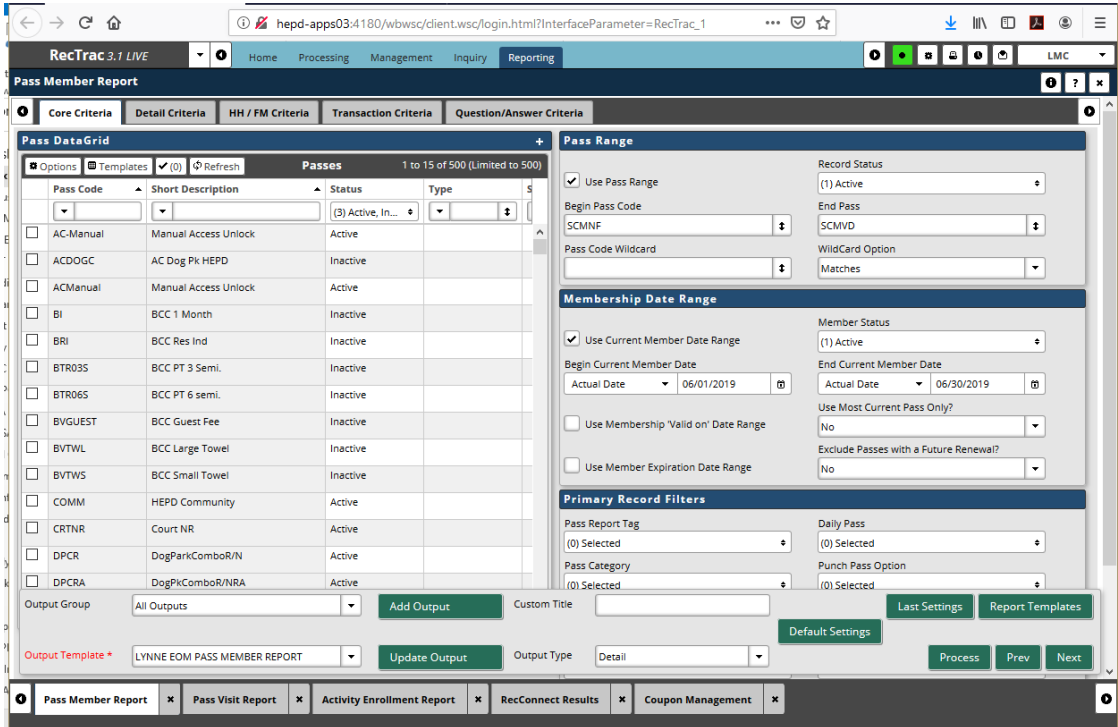 hepd-apps03:4180/wbwsc/client.wsc/login.html?InterfaceParameter=RecTrac_1
RecTrac 3.1 LIVE
Home Processing Management Inquiry Reporting
LMC
Pass Member Report
Core Criteria Detail Criteria HH / FM Criteria Transaction Criteria Question/Answer Criteria
Pass DataGrid +
Options Templates (0) Refresh Passes 1 to 15 of 500 (Limited to 500)
Pass Code Short Description Status Type S
(3) Active, In...
AC-Manual Manual Access Unlock Active
ACDOGC AC Dog Pk HEPD Inactive
ACManual Manual Access Unlock Active
BI BCC 1 Month Inactive
BRI BCC Res Ind Inactive
BTR03S BCC PT 3 Semi. Inactive
BTR06S BCC PT 6 semi. Inactive
BVGUEST BCC Guest Fee Inactive
BVTWL BCC Large Towel Inactive
BVTWS BCC Small Towel Inactive
COMM HEPD Community Active
CRTNR Court NR Active
DPCR DogParkComboR/N Active
DPCRA DogPkComboR/NRA Active
Pass Range
Use Pass Range
Record Status
(1) Active
Begin Pass Code
SCMNF
End Pass
SCMVD
Pass Code Wildcard
WildCard Option
Matches
Membership Date Range
Use Current Member Date Range
Member Status
(1) Active
Begin Current Member Date
Actual Date 06/01/2019
End Current Member Date
Actual Date 06/30/2019
Use Membership 'Valid on' Date Range
Use Most Current Pass Only?
No
Use Member Expiration Date Range
Exclude Passes with a Future Renewal?
No
Primary Record Filters
Pass Report Tag
(0) Selected
Daily Pass
(0) Selected
Pass Category
(0) Selected
Punch Pass Option
(0) Selected
Output Group All Outputs Add Output Custom Title Last Settings Report Templates
Default Settings
Output Template * LYNNE EOM PASS MEMBER REPORT Update Output Output Type Detail Process Prev Next
Pass Member Report x Pass Visit Report x Activity Enrollment Report x RecConnect Results x Coupon Management x